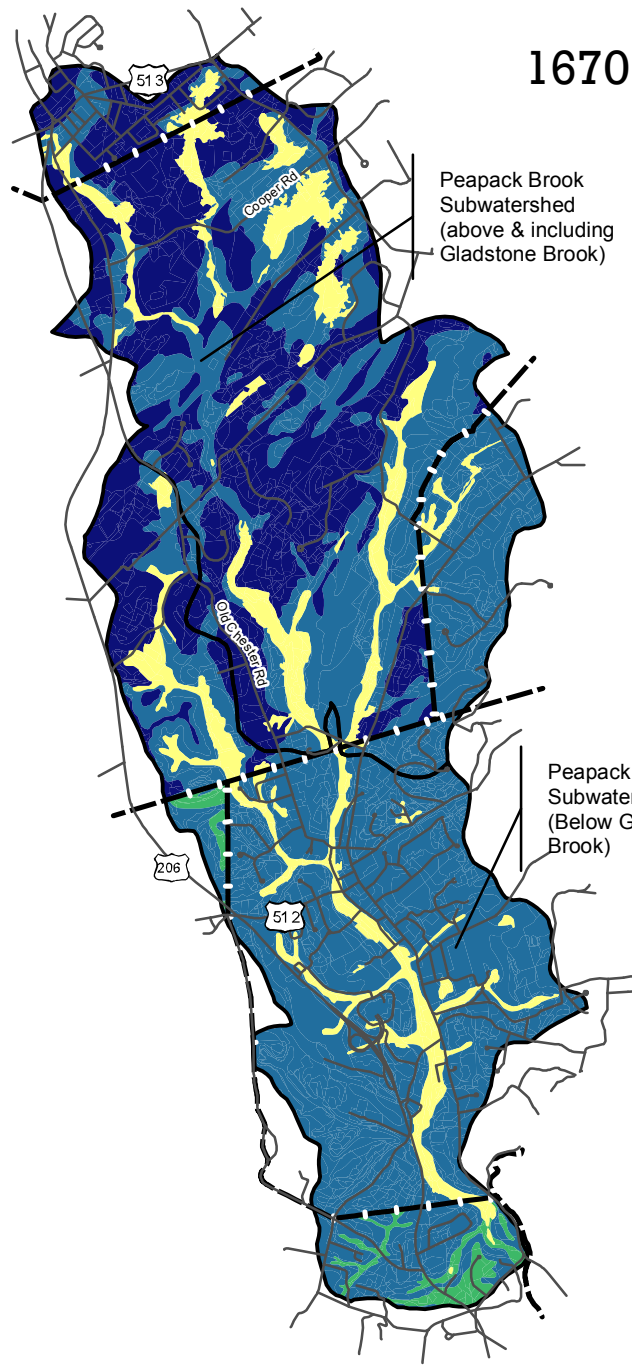 1670
513
Cooper Rd
Peapack Brook
Subwatershed
(above & including
Gladstone Brook)
Old Chester Rd
Peapack
Subwater
(Below G
Brook)
206
512